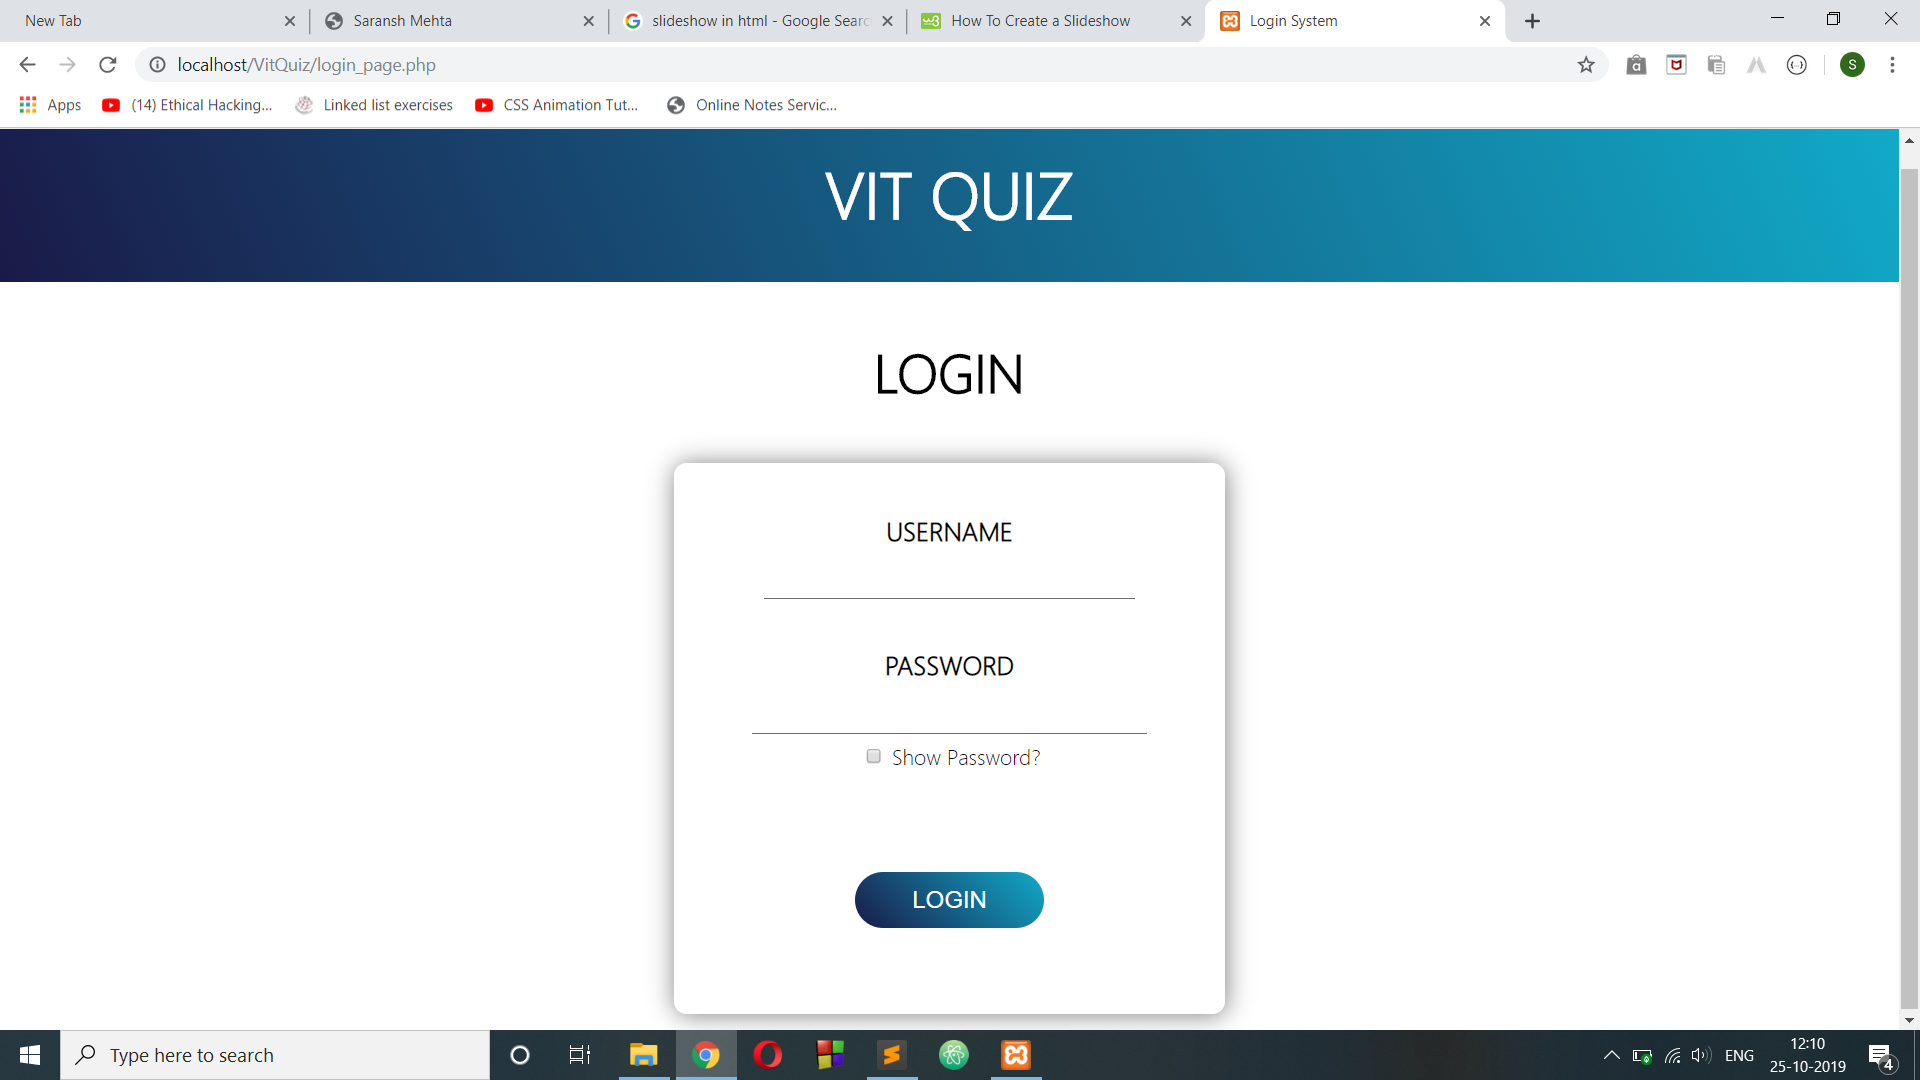 New Tab
Saransh Mehta
slideshow in html - Google Searc
How To Create a Slideshow
Login System
localhost/VitQuiz/login_page.php
S
Apps
(14) Ethical Hacking...
Linked list exercises
CSS Animation Tut...
Online Notes Servic...
VIT QUIZ
LOGIN
USERNAME
PASSWORD
Show Password?
LOGIN
Type here to search
ENG
12:10
25-10-2019
4